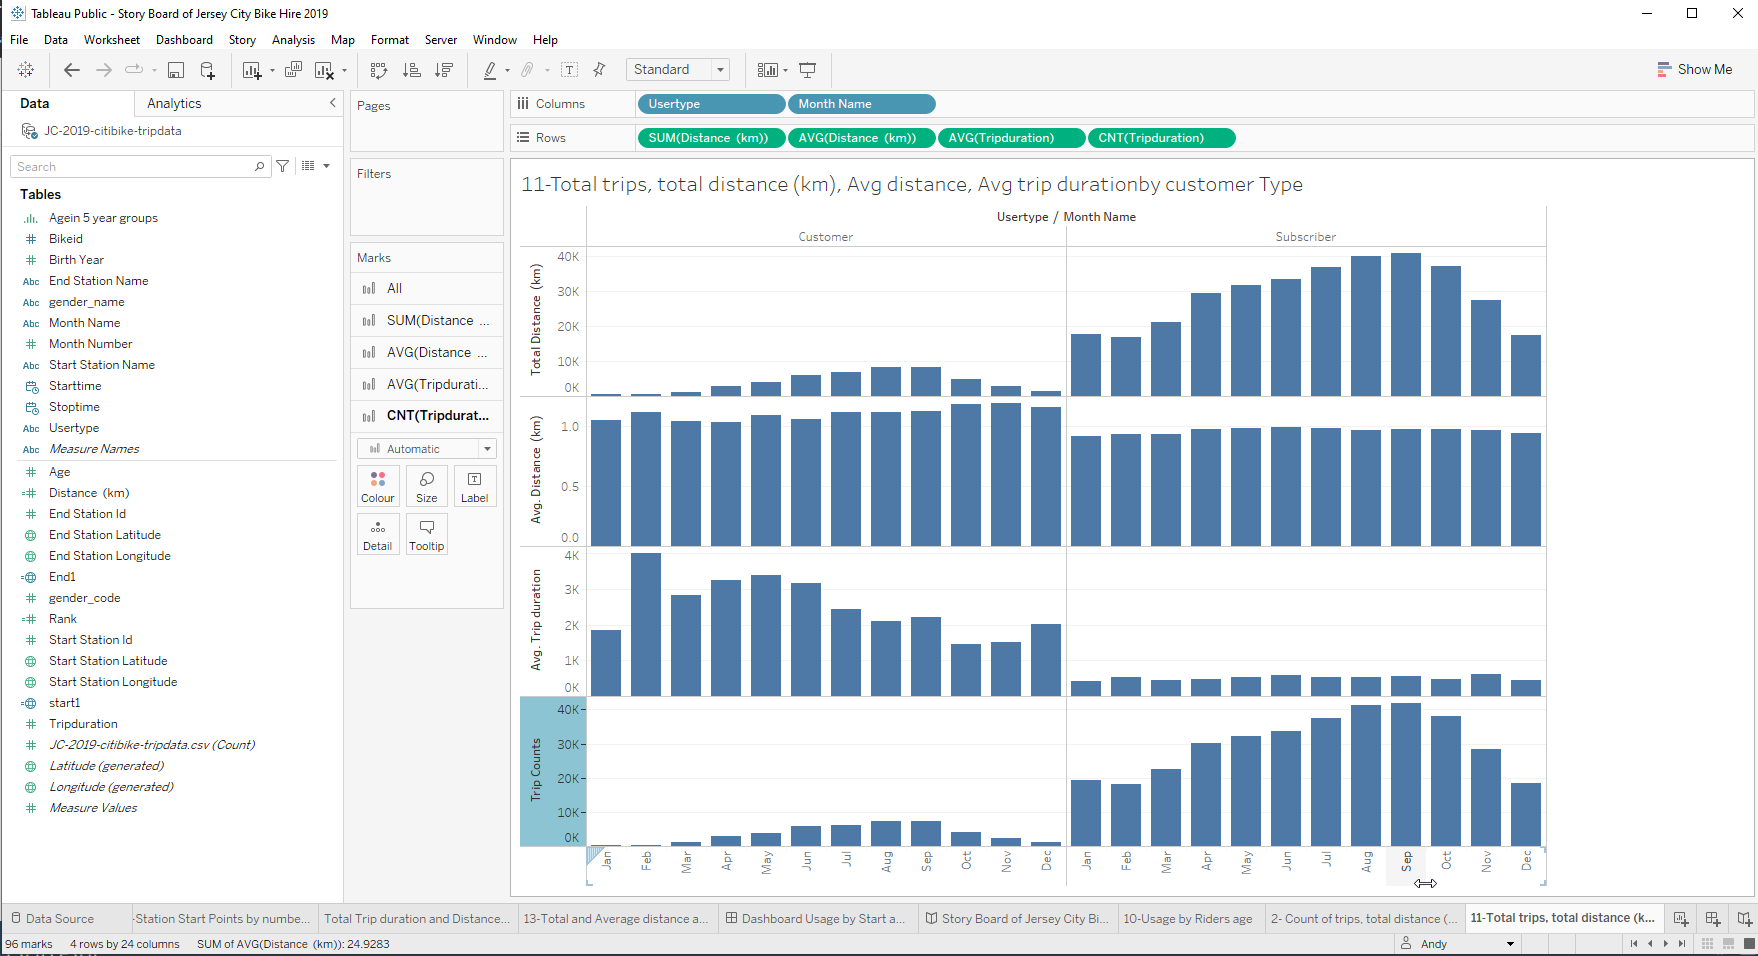 Tableau Public - Story Board of Jersey City Bike Hire 2019
File Data Worksheet Dashboard Story Analysis Map Format Server Window Help
Standard
Show Me
Data Analytics
JC-2019-citibike-tripdata
Search
Tables
Agein 5 year groups
Bikeid
Birth Year
Abc End Station Name
Abc gender_name
Abc Month Name
Month Number
Abc Start Station Name
Starttime
Stoptime
Abc Usertype
Abc Measure Names
Age
Distance (km)
End Station Id
End Station Latitude
End Station Longitude
End1
gender_code
Rank
Start Station Id
Start Station Latitude
Start Station Longitude
start1
Tripduration
JC-2019-citibike-tripdata.csv (Count)
Latitude (generated)
Longitude (generated)
Measure Values
Pages
Filters
Marks
All
SUM(Distance ...
AVG(Distance ...
AVG(Tripdurati...
CNT(Tripdurat...
Automatic
Colour Size Label
Detail Tooltip
Columns Usertype Month Name
Rows SUM(Distance (km)) AVG(Distance (km)) AVG(Tripduration) CNT(Tripduration)
11-Total trips, total distance (km), Avg distance, Avg trip durationby customer Type
Usertype / Month Name
Customer Subscriber
Total Distance (km)
40K
30K
20K
10K
0K
Avg. Distance (km)
1.0
0.5
0.0
Avg. Trip duration
4K
3K
2K
1K
0K
Trip Counts
40K
30K
20K
10K
0K
Jan Feb Mar Apr May Jun Jul Aug Sep Oct Nov Dec Jan Feb Mar Apr May Jun Jul Aug Sep Oct Nov Dec
Data Source -Station Start Points by numbe... Total Trip duration and Distance... 13-Total and Average distance a... Dashboard Usage by Start a... Story Board of Jersey City Bi... 10-Usage by Riders age 2- Count of trips, total distance (... 11-Total trips, total distance (k...
96 marks 4 rows by 24 columns SUM of AVG(Distance (km)): 24.9283 Andy